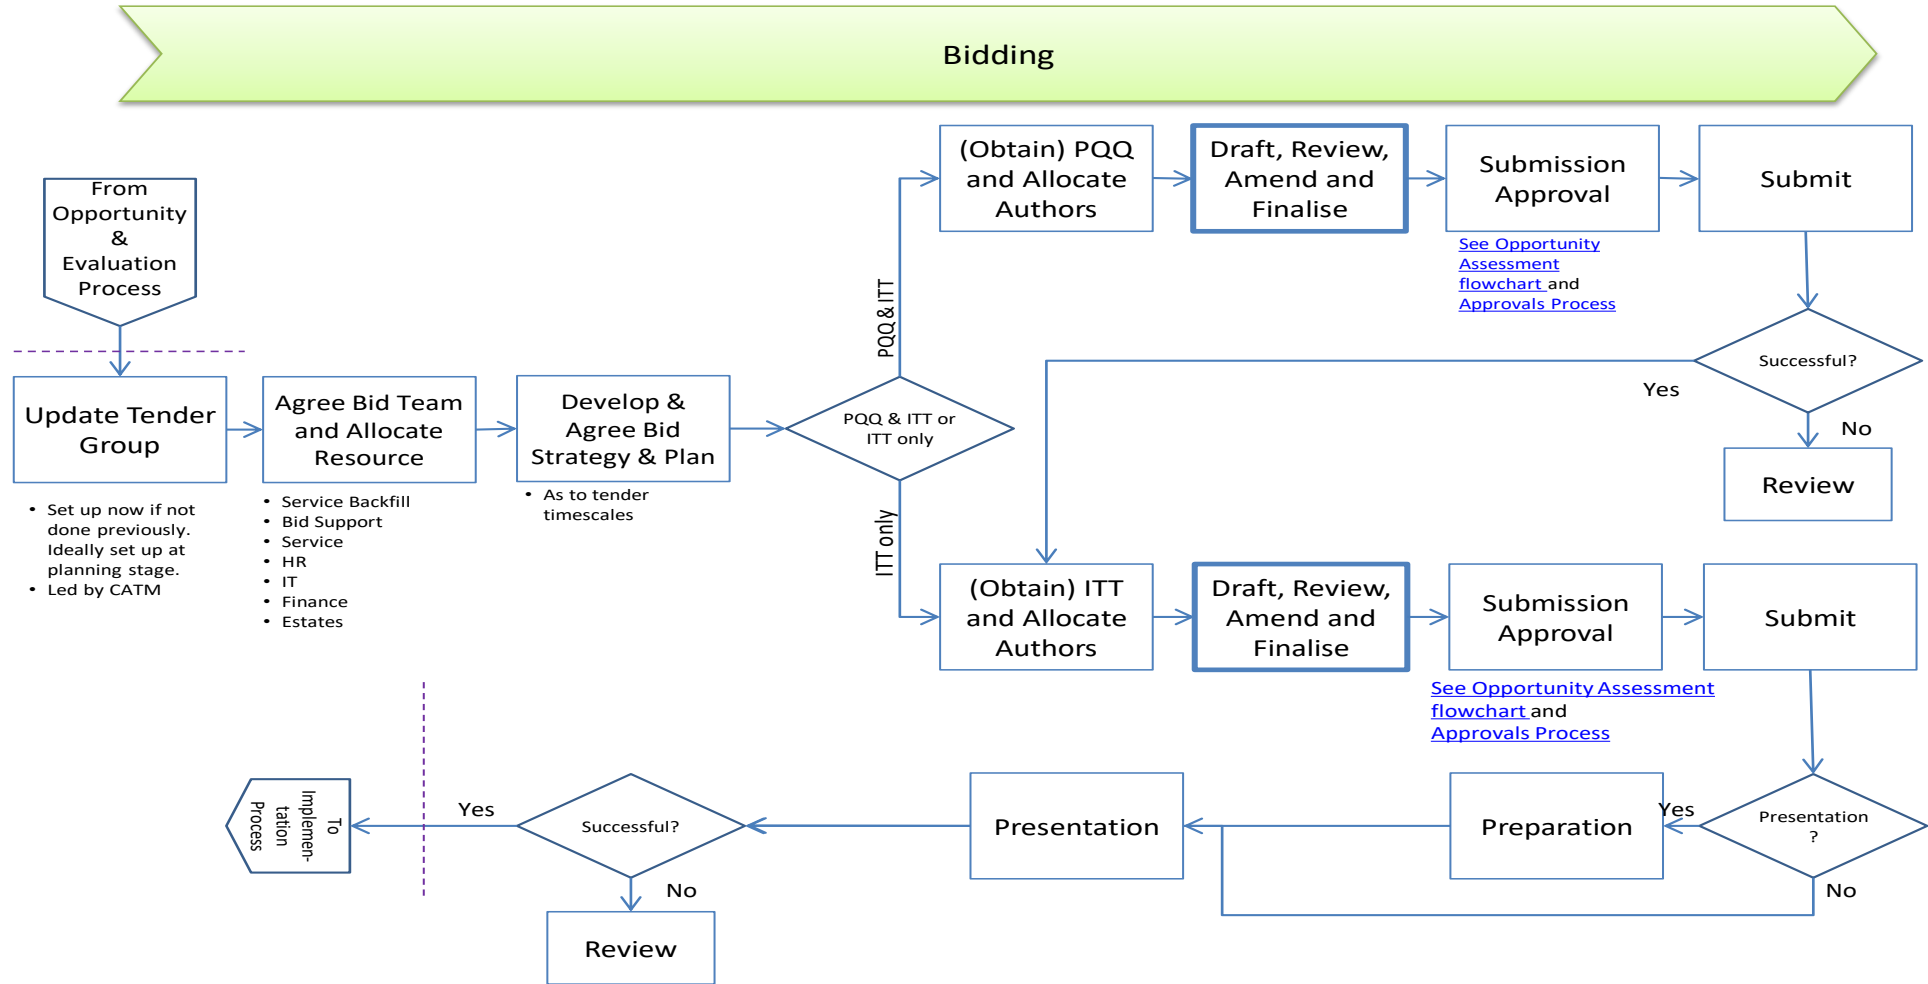 Bidding
From
Opportunity
&
Evaluation
Process
(Obtain) PQQ
and Allocate
Authors
Draft, Review,
Amend and
Finalise
Submission
Approval
Submit
See Opportunity
Assessment
flowchart and
Approvals Process
PQQ & ITT
Successful?
Yes
No
Review
Update Tender
Group
Agree Bid Team
and Allocate
Resource
Develop &
Agree Bid
Strategy & Plan
PQQ & ITT or
ITT only
• Set up now if not
done previously.
Ideally set up at
planning stage.
• Led by CATM
• Service Backfill
• Bid Support
• Service
• HR
• IT
• Finance
• Estates
• As to tender
timescales
ITT only
(Obtain) ITT
and Allocate
Authors
Draft, Review,
Amend and
Finalise
Submission
Approval
Submit
See Opportunity Assessment
flowchart and
Approvals Process
Presentation
?
Yes
No
Preparation
Presentation
Successful?
Yes
No
Review
To
Implemen-
tation
Process